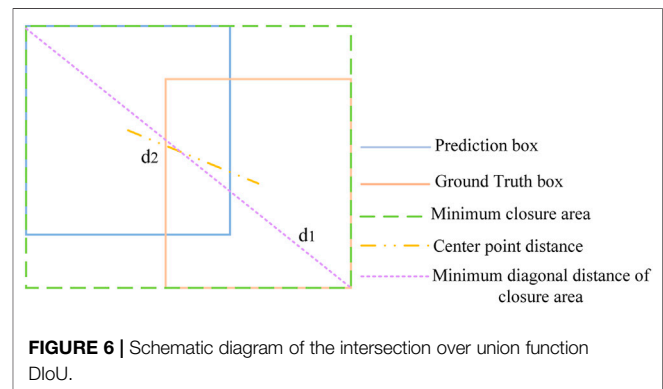 d2
d1
Prediction box
Ground Truth box
Minimum closure area
Center point distance
Minimum diagonal distance of
closure area
FIGURE 6 | Schematic diagram of the intersection over union function
DIoU.